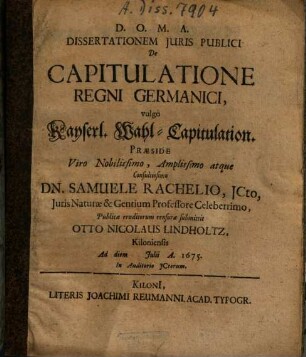 A. diss. 7904
D. O. M. A.
DISSERTATIONEM JURIS PUBLICI
De
CAPITULATIONE
REGNI GERMANICI,
vulgò
Kayserl. Wahl-Capitulation.
PRÆSIDE
Viro Nobilissimo, Amplissimo atque
Consultissimo
DN. SAMUELE RACHELIO, JCto,
Juris Naturæ & Gentium Professore Celeberrimo,
Publicæ eruditorum censuræ submittit
OTTO NICOLAUS LINDHOLTZ,
Kiloniensis
Ad diem Julii A. 1675.
In Auditorio JCtorum.
KILONI,
LITERIS JOACHIMI REUMANNI, ACAD. TYPOGR.